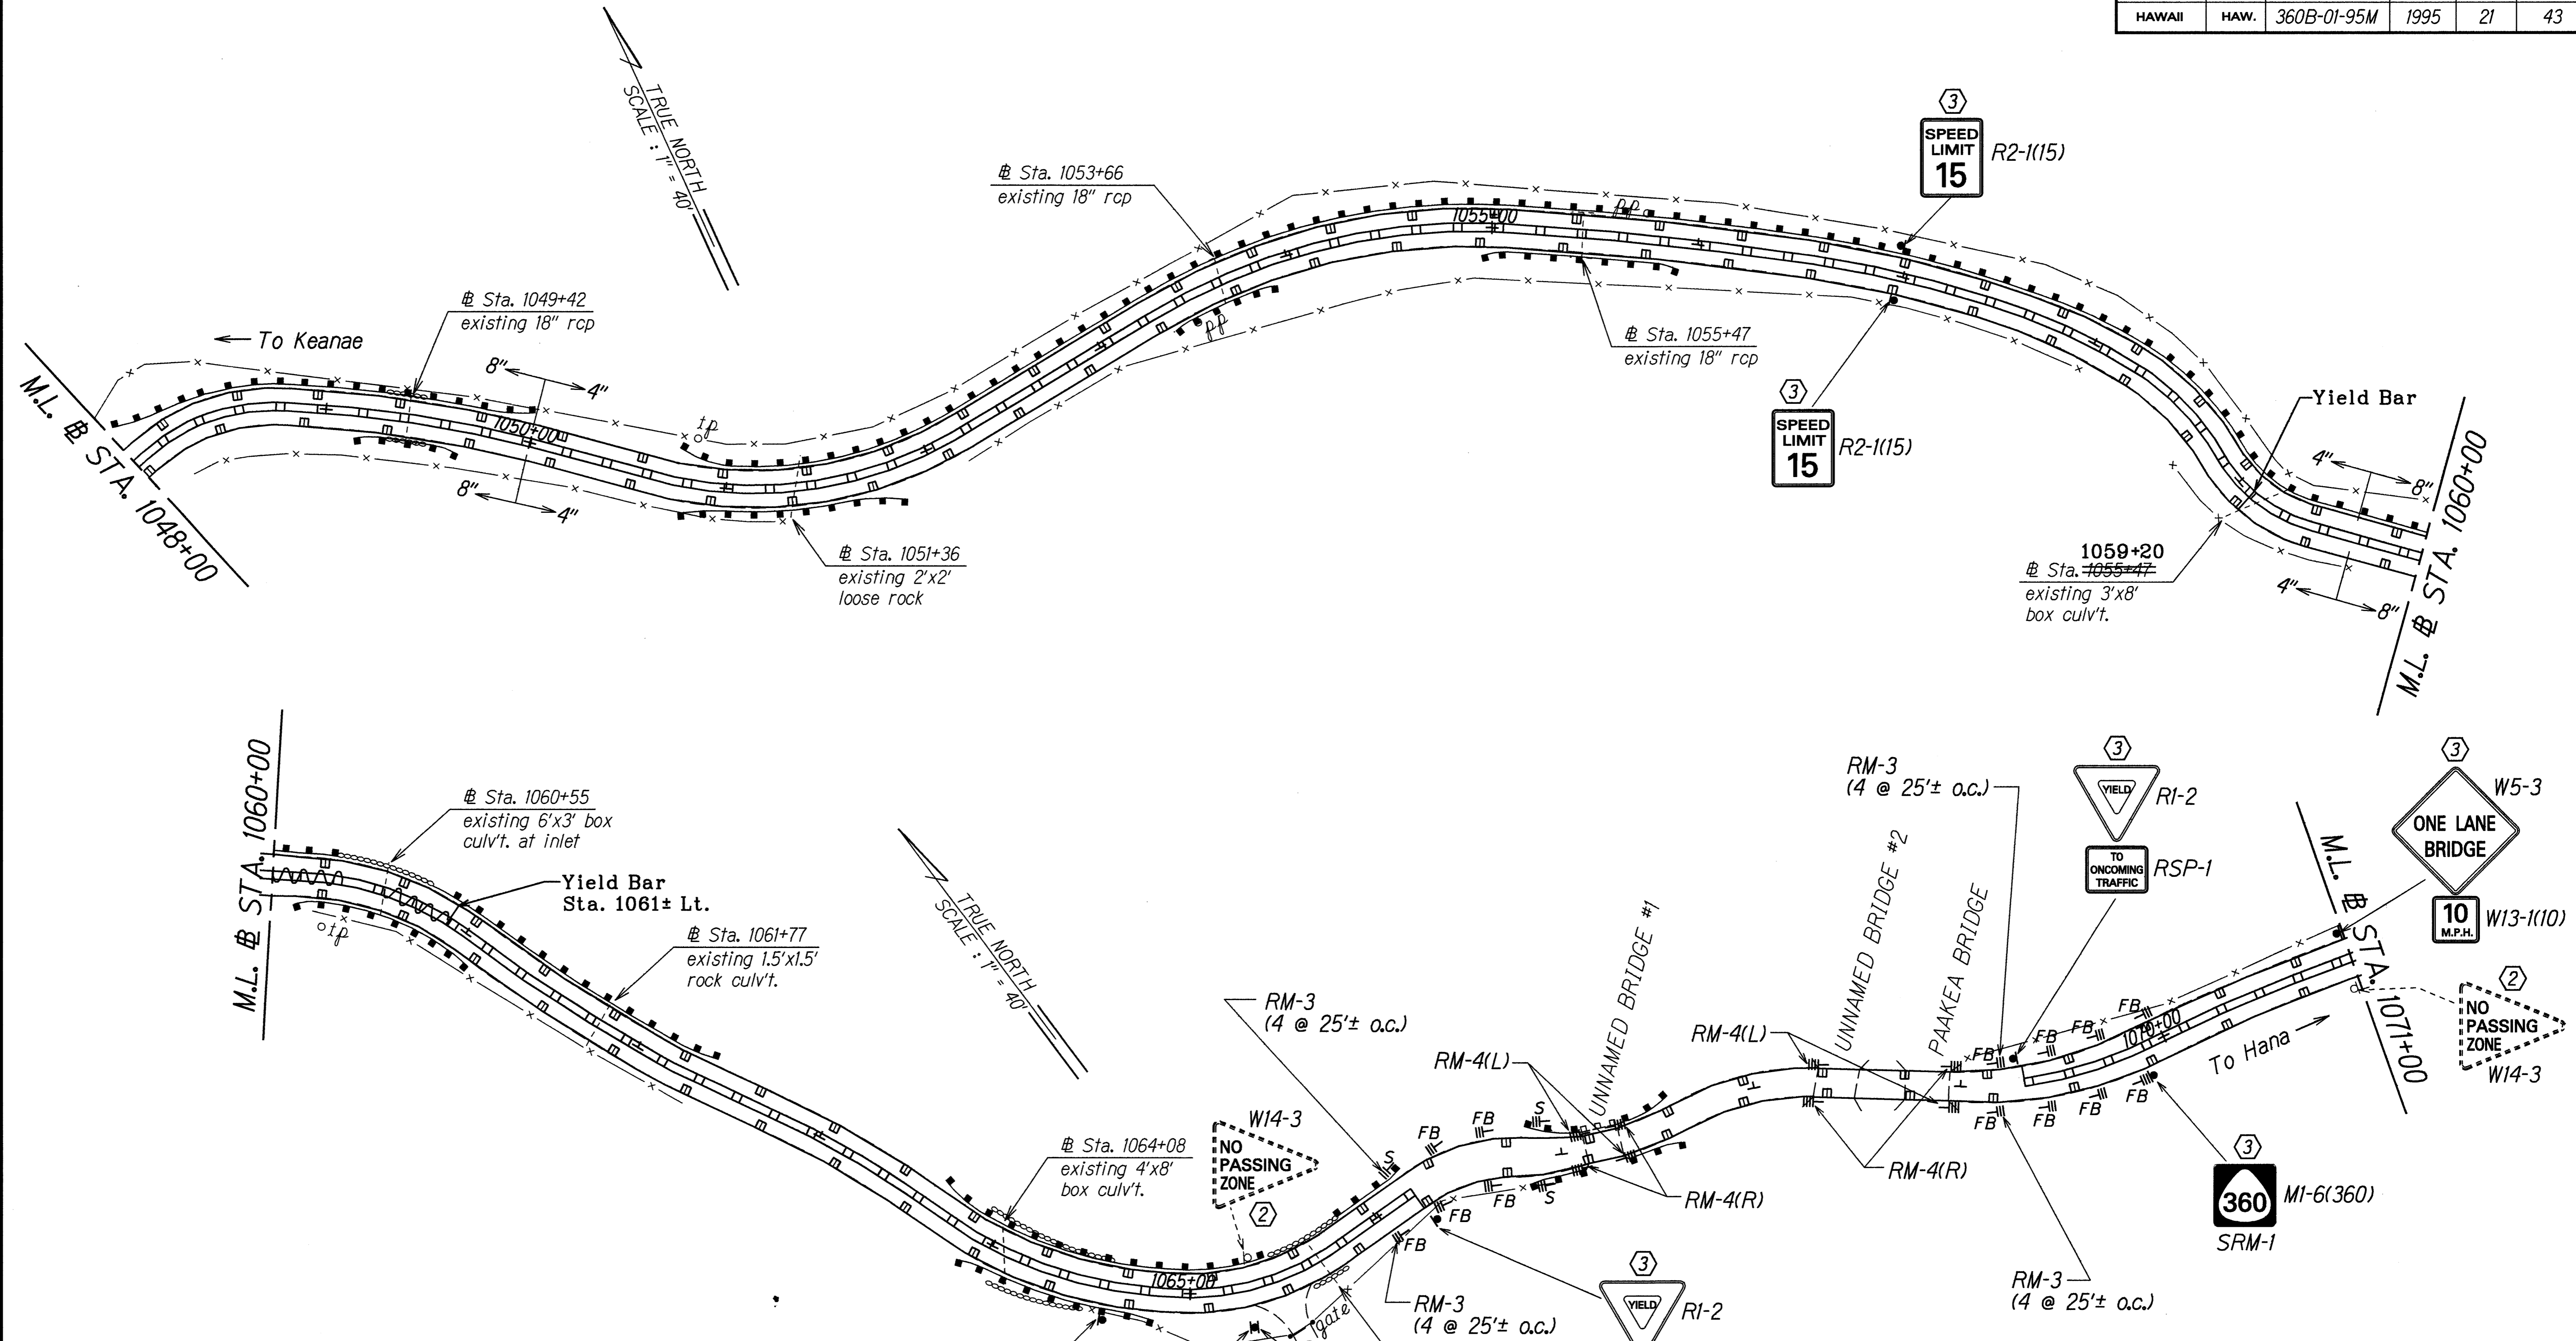 HAWAII HAW. 360B-01-95M 1995 21 43
TRUE NORTH
SCALE : 1" = 40'
3
SPEED
LIMIT
15
R2-1(15)
℄ Sta. 1053+66
existing 18" rcp
1055+00
pp
℄ Sta. 1049+42
existing 18" rcp
To Keanae
8"
4"
1050+00
8"
4"
tp
pp
℄ Sta. 1055+47
existing 18" rcp
3
SPEED
LIMIT
15
R2-1(15)
Yield Bar
4"
8"
M.L. ℄ STA. 1048+00
℄ Sta. 1051+36
existing 2'x2'
loose rock
1059+20
℄ Sta. 1055+47
existing 3'x8'
box culv't.
4"
8"
M.L. ℄ STA. 1060+00
M.L. ℄ STA. 1060+00
℄ Sta. 1060+55
existing 6'x3' box
culv't. at inlet
Yield Bar
Sta. 1061± Lt.
tp
℄ Sta. 1061+77
existing 1.5'x1.5'
rock culv't.
TRUE NORTH
SCALE : 1" = 40'
RM-3
(4 @ 25'± o.c.)
3
YIELD
R1-2
TO
ONCOMING
TRAFFIC
RSP-1
3
W5-3
ONE LANE
BRIDGE
10
M.P.H.
W13-1(10)
M.L. ℄ STA. 1071+00
2
NO
PASSING
ZONE
W14-3
RM-3
(4 @ 25'± o.c.)
RM-4(L)
UNNAMED BRIDGE #1
RM-4(L)
UNNAMED BRIDGE #2
PAAKEA BRIDGE
FB
FB
FB
FB
1070+00
To Hana
FB
FB
FB
FB
℄ Sta. 1064+08
existing 4'x8'
box culv't.
W14-3
NO
PASSING
ZONE
2
S
FB
FB
S
FB
FB
FB
S
RM-4(R)
RM-4(R)
3
360
M1-6(360)
SRM-1
1065+00
gate
RM-3
(4 @ 25'± o.c.)
3
YIELD
R1-2
RM-3
(4 @ 25'± o.c.)